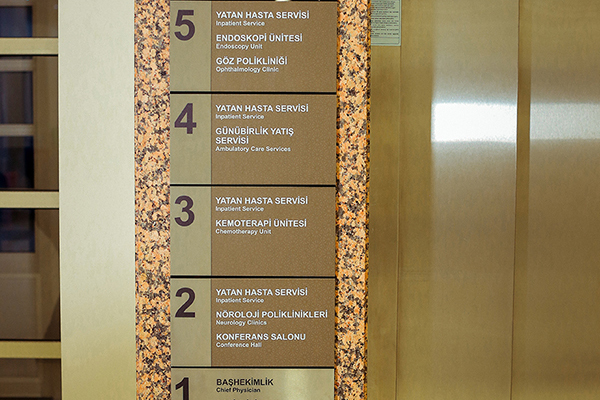 5
YATAN HASTA SERVİSİ
Inpatient Service
ENDOSKOPİ ÜNİTESİ
Endoscopy Unit
GÖZ POLİKLİNİĞİ
Ophthalmology Clinic
4
YATAN HASTA SERVİSİ
Inpatient Service
GÜNÜBİRLİK YATIŞ
SERVİSİ
Ambulatory Care Services
3
YATAN HASTA SERVİSİ
Inpatient Service
KEMOTERAPİ ÜNİTESİ
Chemotherapy Unit
2
YATAN HASTA SERVİSİ
Inpatient Service
NÖROLOJİ POLİKLİNİKLERİ
Neurology Clinics
KONFERANS SALONU
Conference Hall
1
BAŞHEKİMLİK
Chief Physician